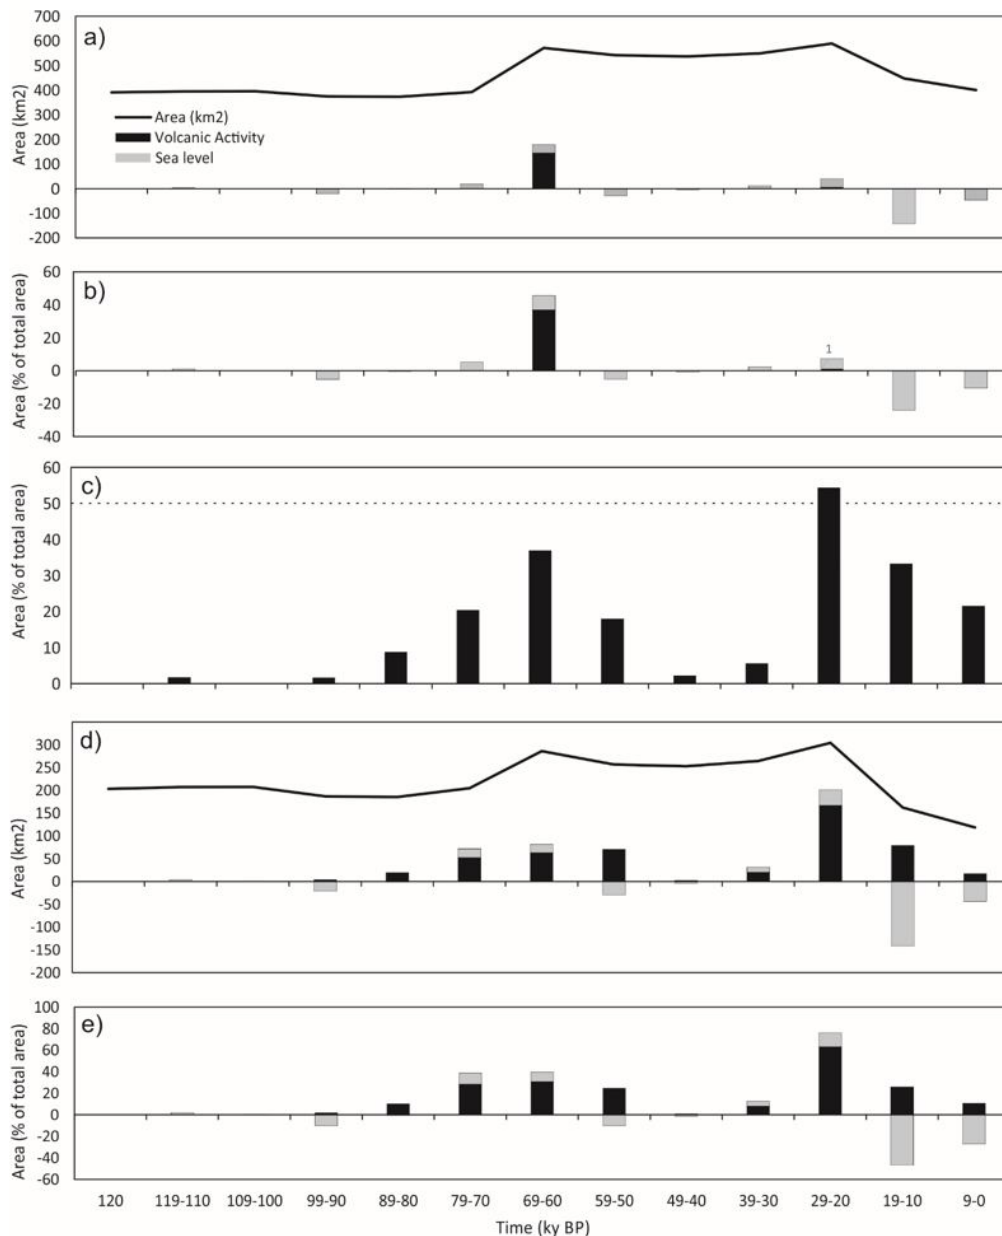 a)
Area (km2)
700
600
500
400
300
200
100
0
-100
-200
Area (km2)
Volcanic Activity
Sea level
b)
Area (% of total area)
60
40
20
0
-20
-40
1
c)
Area (% of total area)
60
50
40
30
20
10
0
d)
Area (km2)
300
250
200
150
100
50
0
-50
-100
-150
-200
e)
Area (% of total area)
100
80
60
40
20
0
-20
-40
-60
120 119-110 109-100 99-90 89-80 79-70 69-60 59-50 49-40 39-30 29-20 19-10 9-0
Time (ky BP)